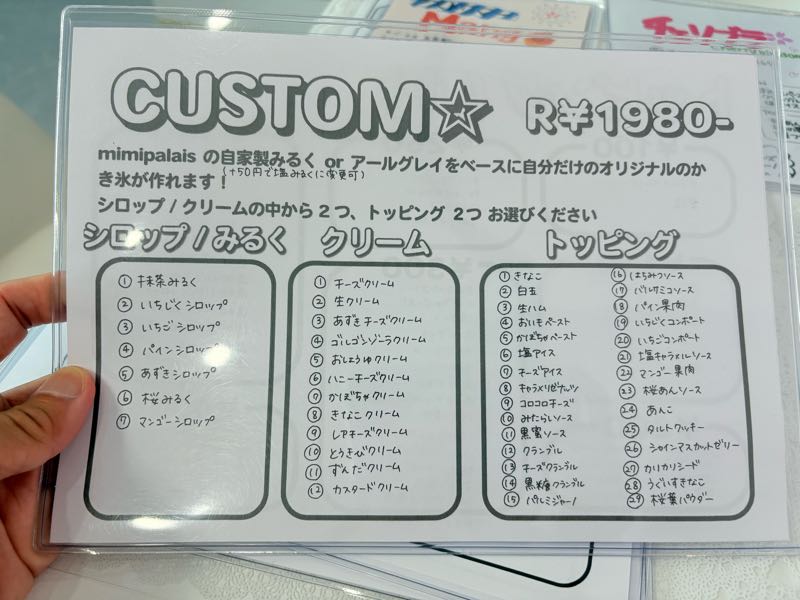 CUSTOM☆ R¥1980-
mimipalais の自家製みるく or アールグレイをベースに自分だけのオリジナルのか
き氷が作れます！(+50円で塩みるくに変更可)
シロップ / クリームの中から 2 つ、トッピング 2つ お選びください
シロップ / みるく
① 抹茶みるく
② いちじくシロップ
③ いちごシロップ
④ パインシロップ
⑤ あずきシロップ
⑥ 桜みるく
⑦ マンゴーシロップ
クリーム
① チーズクリーム
② 生クリーム
③ あずきチーズクリーム
④ ゴルゴンゾーラクリーム
⑤ おしょうゆクリーム
⑥ ハニーチーズクリーム
⑦ かぼちゃクリーム
⑧ きなこクリーム
⑨ レアチーズクリーム
⑩ とうきびクリーム
⑪ ずんだクリーム
⑫ カスタードクリーム
トッピング
① きなこ
② 白玉
③ 生ハム
④ おいもペースト
⑤ かぼちゃペースト
⑥ 塩アイス
⑦ チーズアイス
⑧ キャラメリゼナッツ
⑨ コロコロチーズ
⑩ みたらしソース
⑪ 黒蜜ソース
⑫ クランブル
⑬ チーズクランブル
⑭ 黒糖クランブル
⑮ パルミジャーノ
⑯ はちみつソース
⑰ バルサミコソース
⑱ パイン果肉
⑲ いちじくコンポート
⑳ いちごコンポート
㉑ 塩キャラメルソース
㉒ マンゴー果肉
㉓ 桜あんソース
㉔ あんこ
㉕ タルトクッキー
㉖ シャインマスカットゼリー
㉗ カリカリシード
㉘ うぐいすきなこ
㉙ 桜葉パウダー